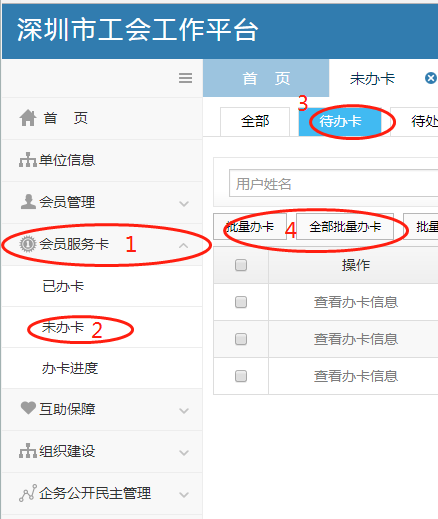 深圳市工会工作平台
首 页
未办卡
首 页
3
全部
待办卡
待处
单位信息
用户姓名
会员管理
批量办卡
4
全部批量办卡
批量
会员服务卡
1
操作
已办卡
查看办卡信息
未办卡
2
查看办卡信息
办卡进度
查看办卡信息
互助保障
组织建设
企务公开民主管理